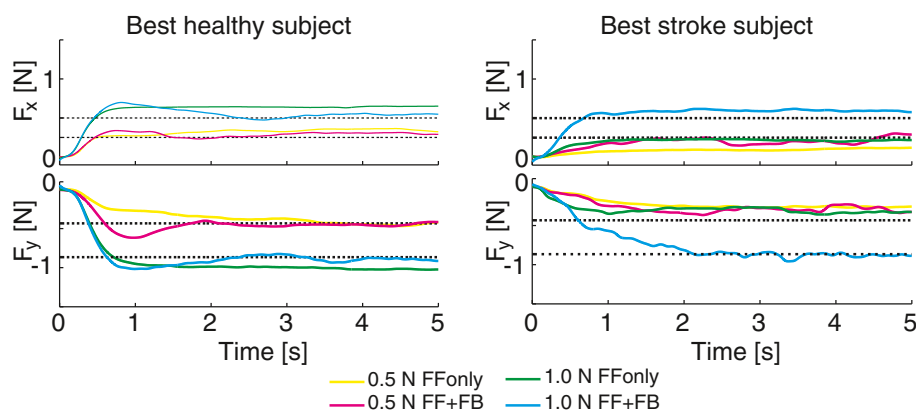 Best healthy subject
Best stroke subject
F_x [N]
1
0
F_x [N]
1
0
F_y [N]
0
-1
F_y [N]
0
-1
0 1 2 3 4 5
0 1 2 3 4 5
Time [s]
Time [s]
0.5 N FFonly
1.0 N FFonly
0.5 N FF+FB
1.0 N FF+FB